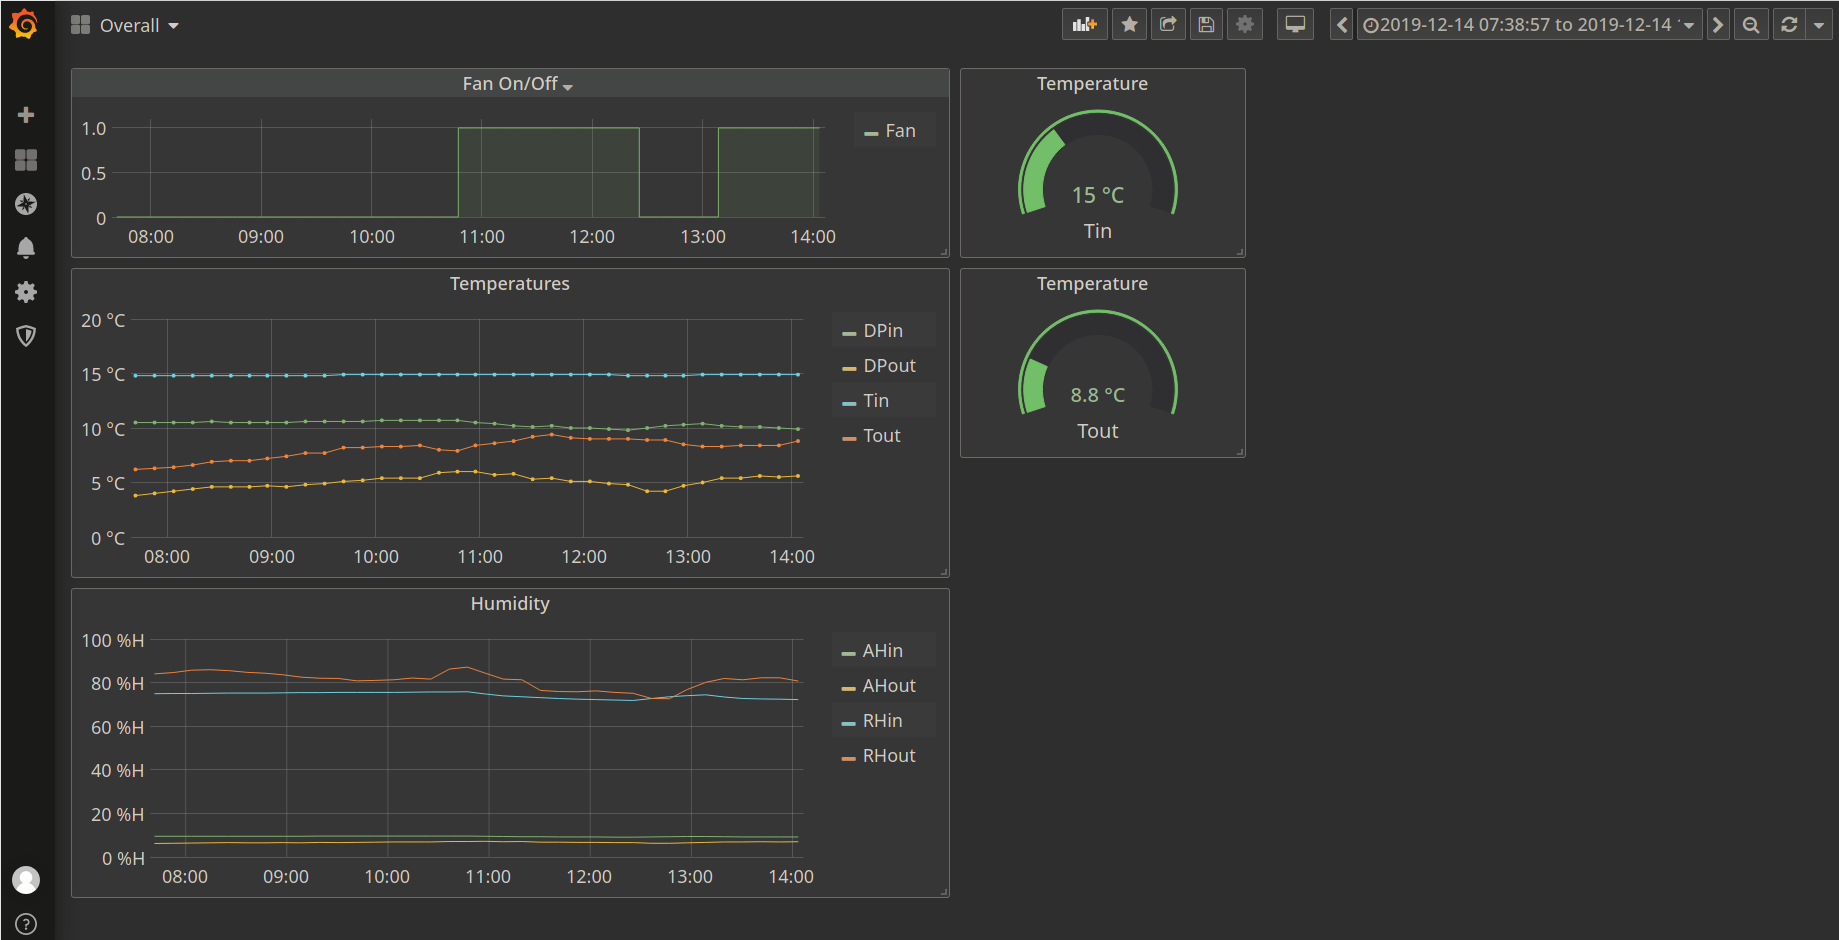 Overall
2019-12-14 07:38:57 to 2019-12-14
Fan On/Off
1.0
0.5
0
08:00 09:00 10:00 11:00 12:00 13:00 14:00
Fan
Temperature
15 °C
Tin
Temperatures
20 °C
15 °C
10 °C
5 °C
0 °C
08:00 09:00 10:00 11:00 12:00 13:00 14:00
DPin
DPout
Tin
Tout
Temperature
8.8 °C
Tout
Humidity
100 %H
80 %H
60 %H
40 %H
20 %H
0 %H
08:00 09:00 10:00 11:00 12:00 13:00 14:00
AHin
AHout
RHin
RHout
?